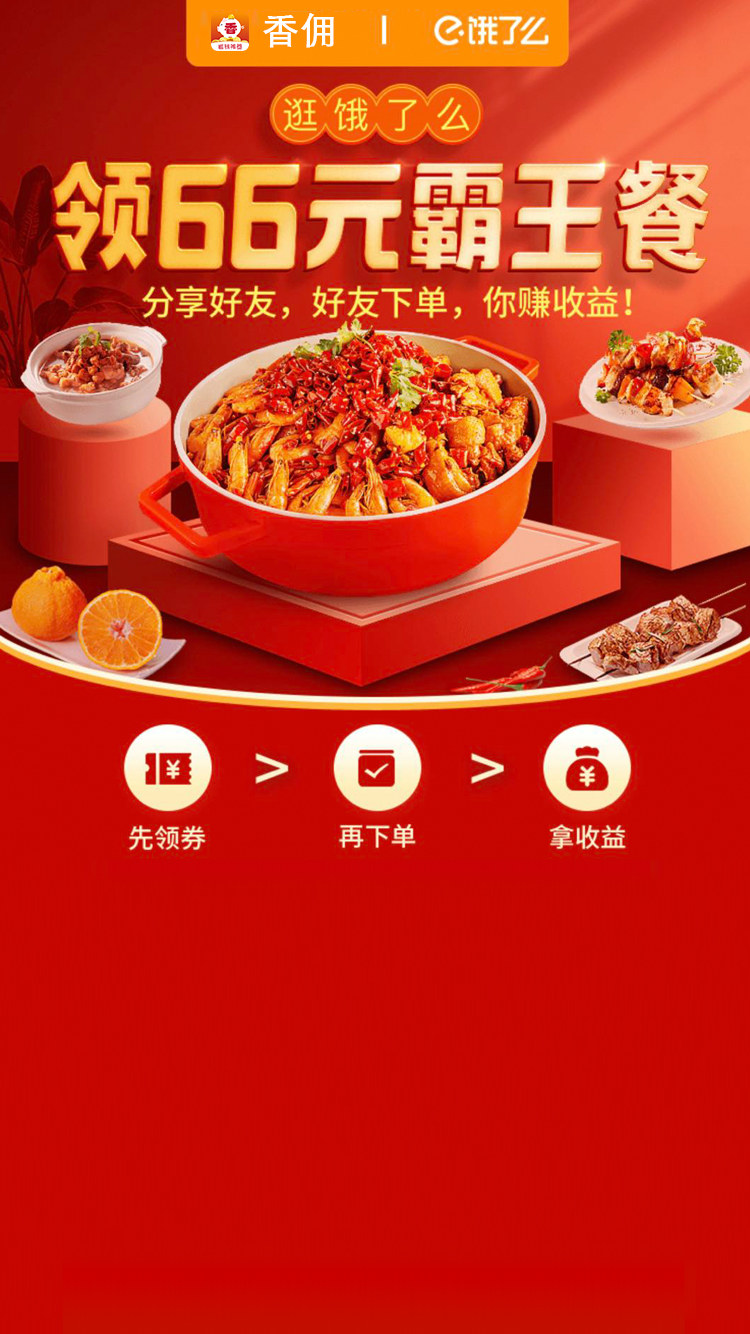 香
香佣 | 饿了么
逛饿了么
领66元霸王餐
分享好友，好友下单，你赚收益！
¥ > > ¥
先领券 再下单 拿收益